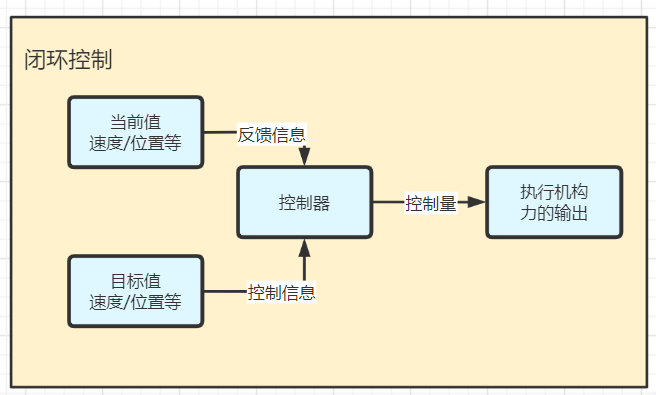 闭环控制
当前值
速度/位置等
反馈信息
控制器
控制量
执行机构
力的输出
目标值
速度/位置等
控制信息